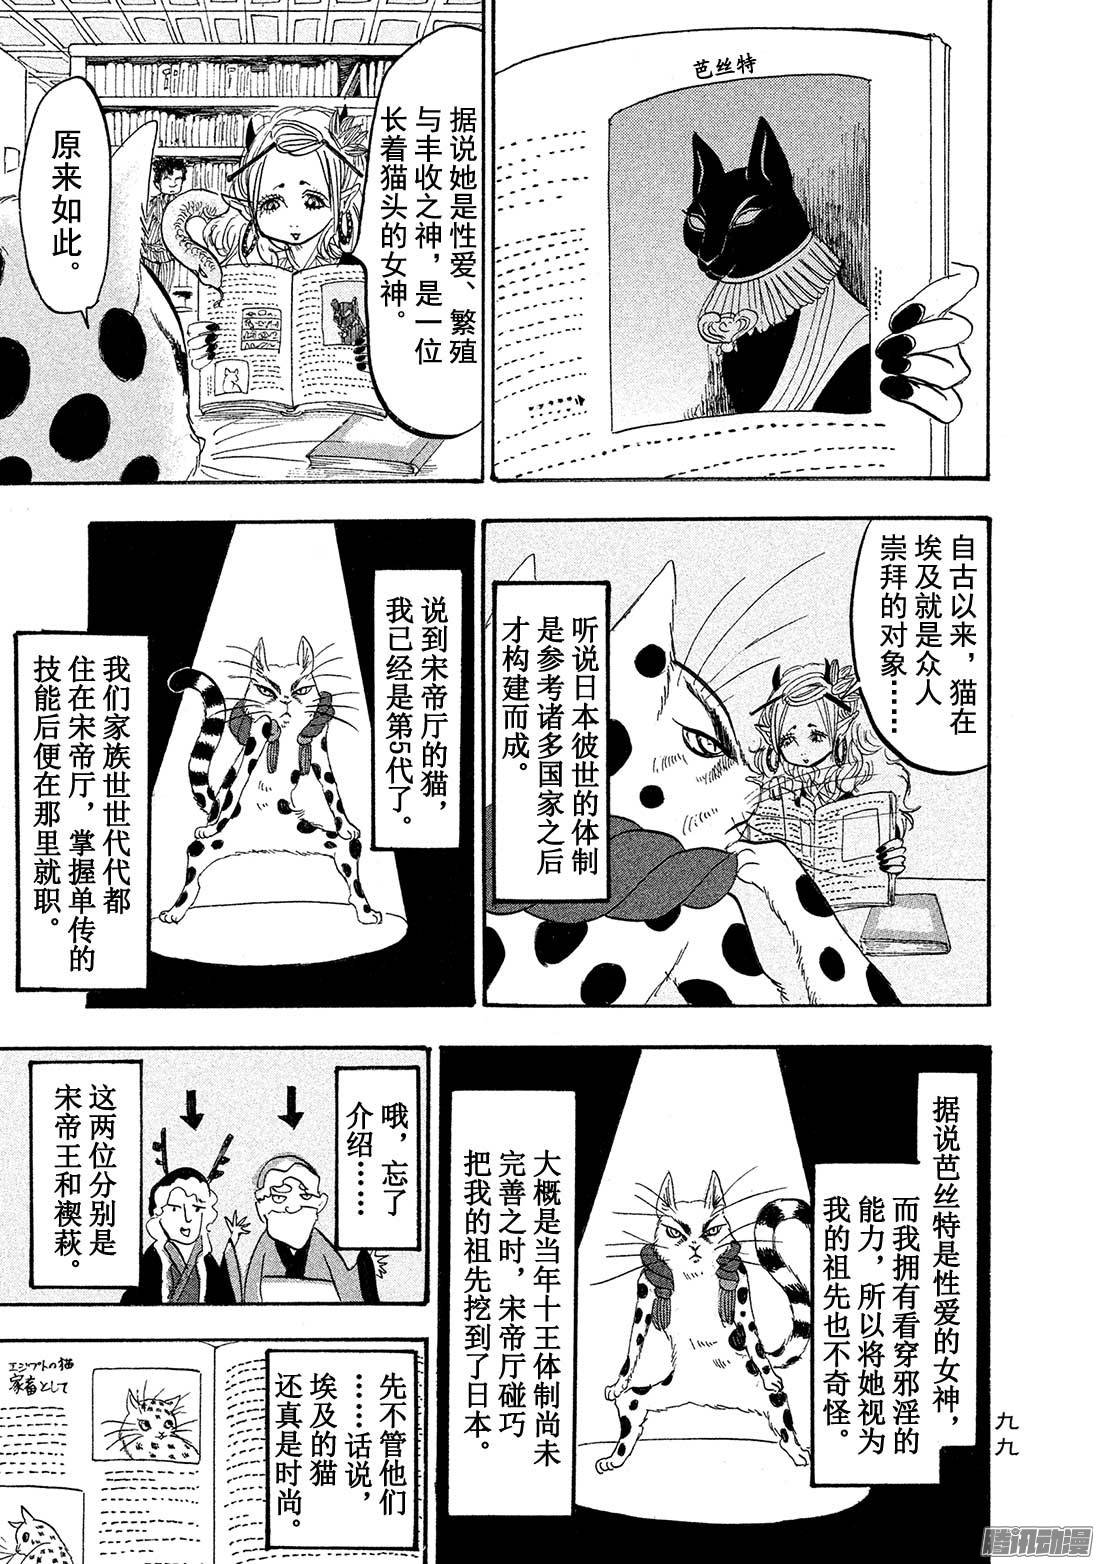 芭丝特
据说她是性爱、繁殖
与丰收之神，是一位
长着猫头的女神。
原来如此。
自古以来，猫在
埃及就是众人
崇拜的对象……
听说日本彼世的体制
是参考诸多国家之后
才构建而成。
说到宋帝厅的猫，
我已经是第5代了。
我们家族世世代代都
住在宋帝厅，掌握单传的
技能后便在那里就职。
据说芭丝特是性爱的女神，
而我拥有看穿邪淫的
能力，所以将她视为
我的祖先也不奇怪。
大概是当年十王体制尚未
完善之时，宋帝厅碰巧
把我的祖先挖到了日本。
哦，忘了
介绍……
这两位分别是
宋帝王和禊萩。
先不管他们
……话说，
埃及的猫
还真是时尚。
エジプトの猫
家畜として
九九
腾讯动漫